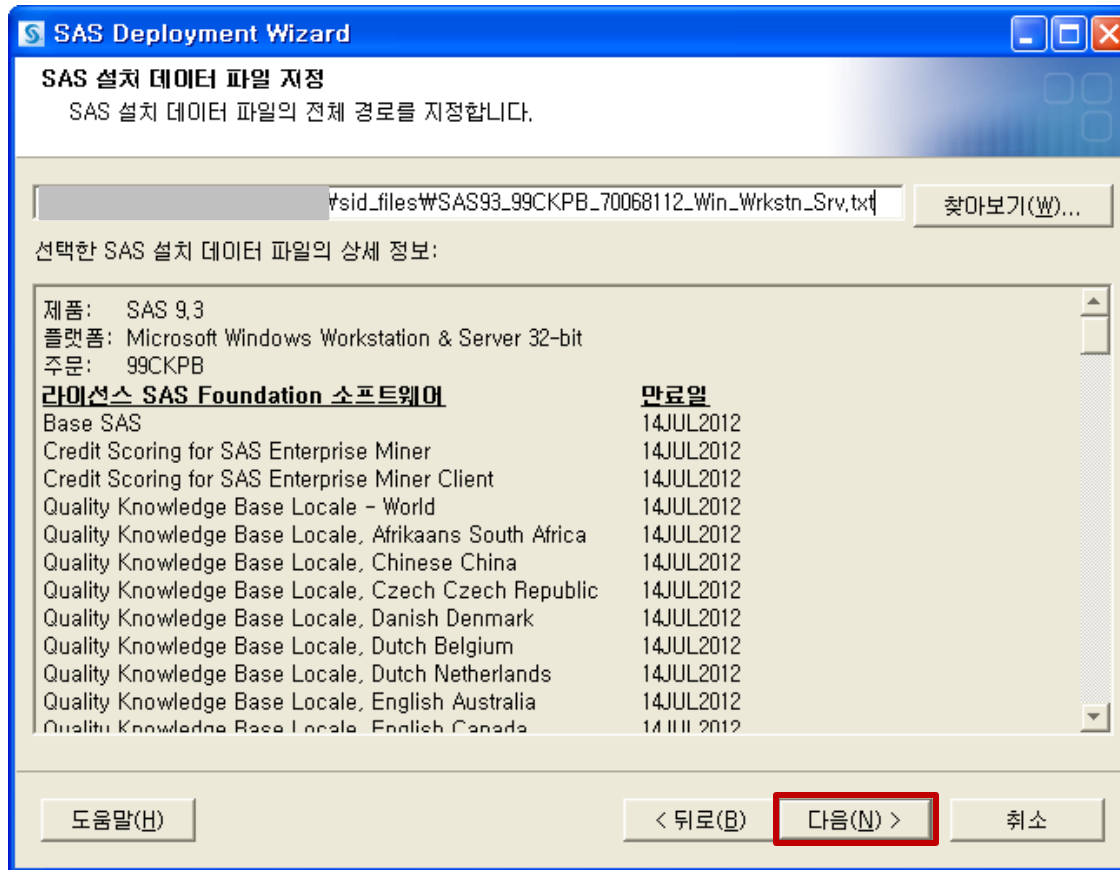 SAS Deployment Wizard
SAS 설치 데이터 파일 지정
SAS 설치 데이터 파일의 전체 경로를 지정합니다.
₩sid_files₩SAS93_99CKPB_70068112_Win_Wrkstn_Srv.txt
찾아보기(W)...
선택한 SAS 설치 데이터 파일의 상세 정보:
제품: SAS 9.3
플랫폼: Microsoft Windows Workstation & Server 32-bit
주문: 99CKPB
라이선스 SAS Foundation 소프트웨어 만료일
Base SAS 14JUL2012
Credit Scoring for SAS Enterprise Miner 14JUL2012
Credit Scoring for SAS Enterprise Miner Client 14JUL2012
Quality Knowledge Base Locale - World 14JUL2012
Quality Knowledge Base Locale, Afrikaans South Africa 14JUL2012
Quality Knowledge Base Locale, Chinese China 14JUL2012
Quality Knowledge Base Locale, Czech Czech Republic 14JUL2012
Quality Knowledge Base Locale, Danish Denmark 14JUL2012
Quality Knowledge Base Locale, Dutch Belgium 14JUL2012
Quality Knowledge Base Locale, Dutch Netherlands 14JUL2012
Quality Knowledge Base Locale, English Australia 14JUL2012
Quality Knowledge Base Locale, English Canada 14JUL2012
도움말(H) < 뒤로(B) 다음(N) > 취소